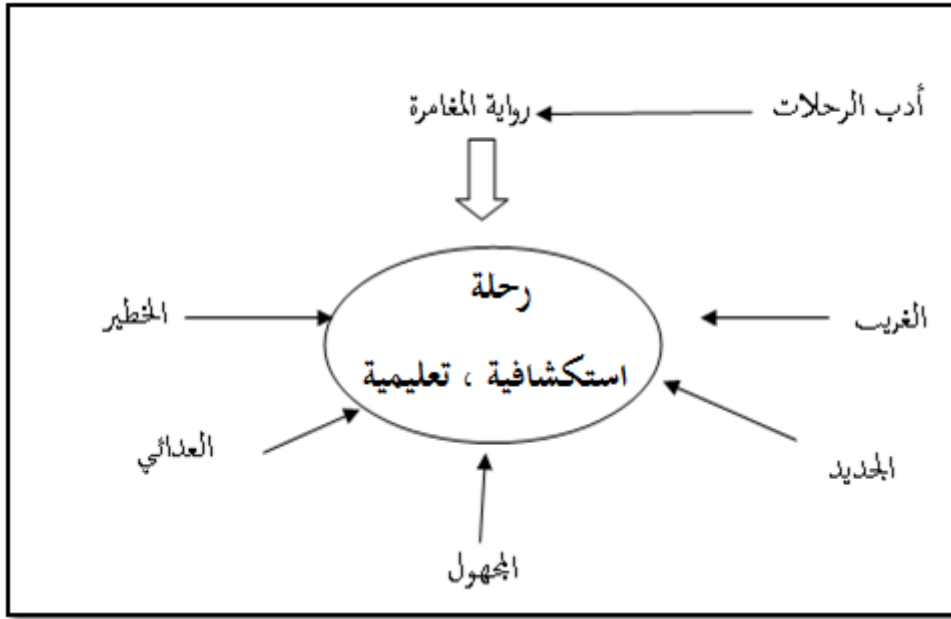 أدب الرحلات
رواية المغامرة
رحلة
استكشافية ، تعليمية
الغريب
الخطير
الجديد
العدائي
المجهول